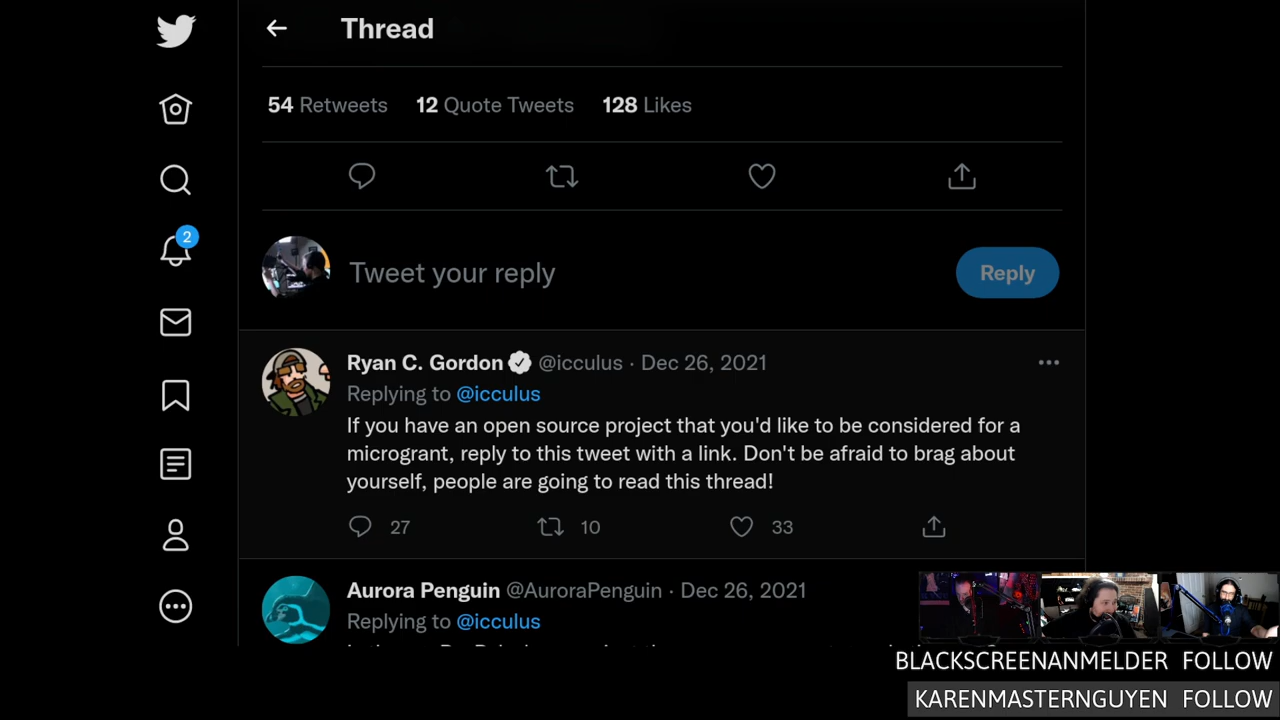 Thread
54 Retweets 12 Quote Tweets 128 Likes
2
Tweet your reply
Reply
Ryan C. Gordon @icculus · Dec 26, 2021
Replying to @icculus
If you have an open source project that you'd like to be considered for a
microgrant, reply to this tweet with a link. Don't be afraid to brag about
yourself, people are going to read this thread!
27 10 33
Aurora Penguin @AuroraPenguin · Dec 26, 2021
Replying to @icculus
BLACKSCREENANMELDER FOLLOW
KARENMASTERNGUYEN FOLLOW